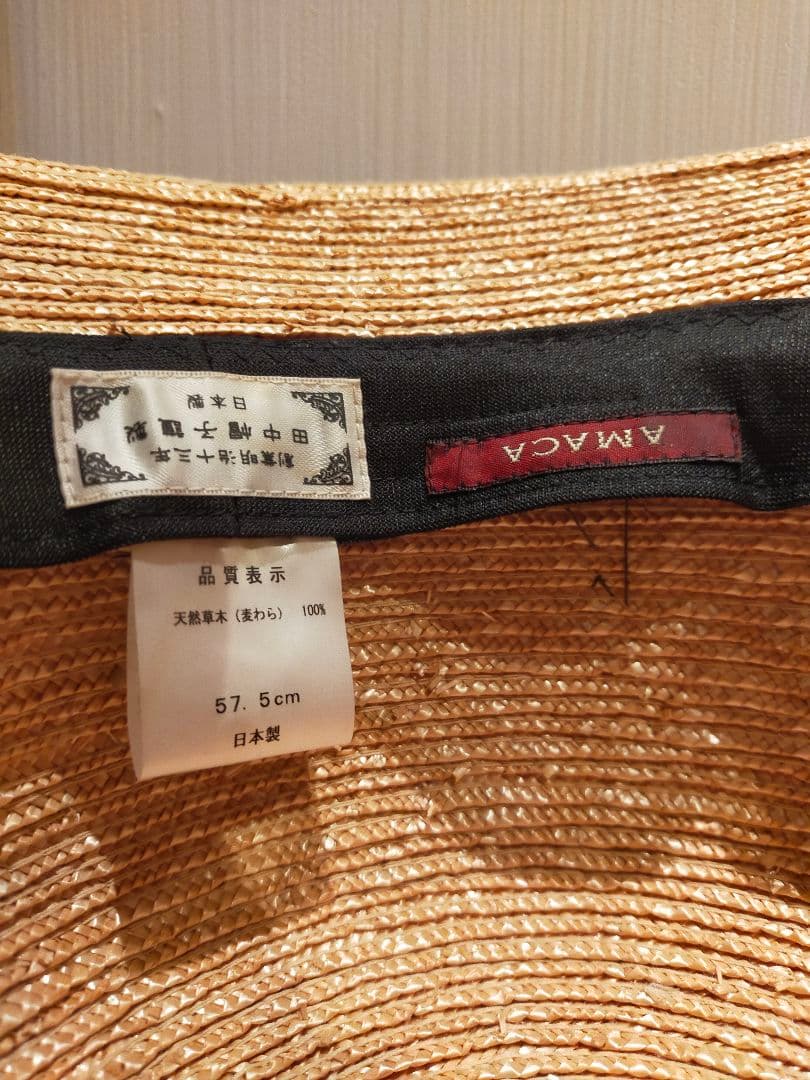 創業明治十三年
田中帽子謹製
日本製
AMACA
品質表示
天然草木（麦わら） 100%
57.5cm
日本製